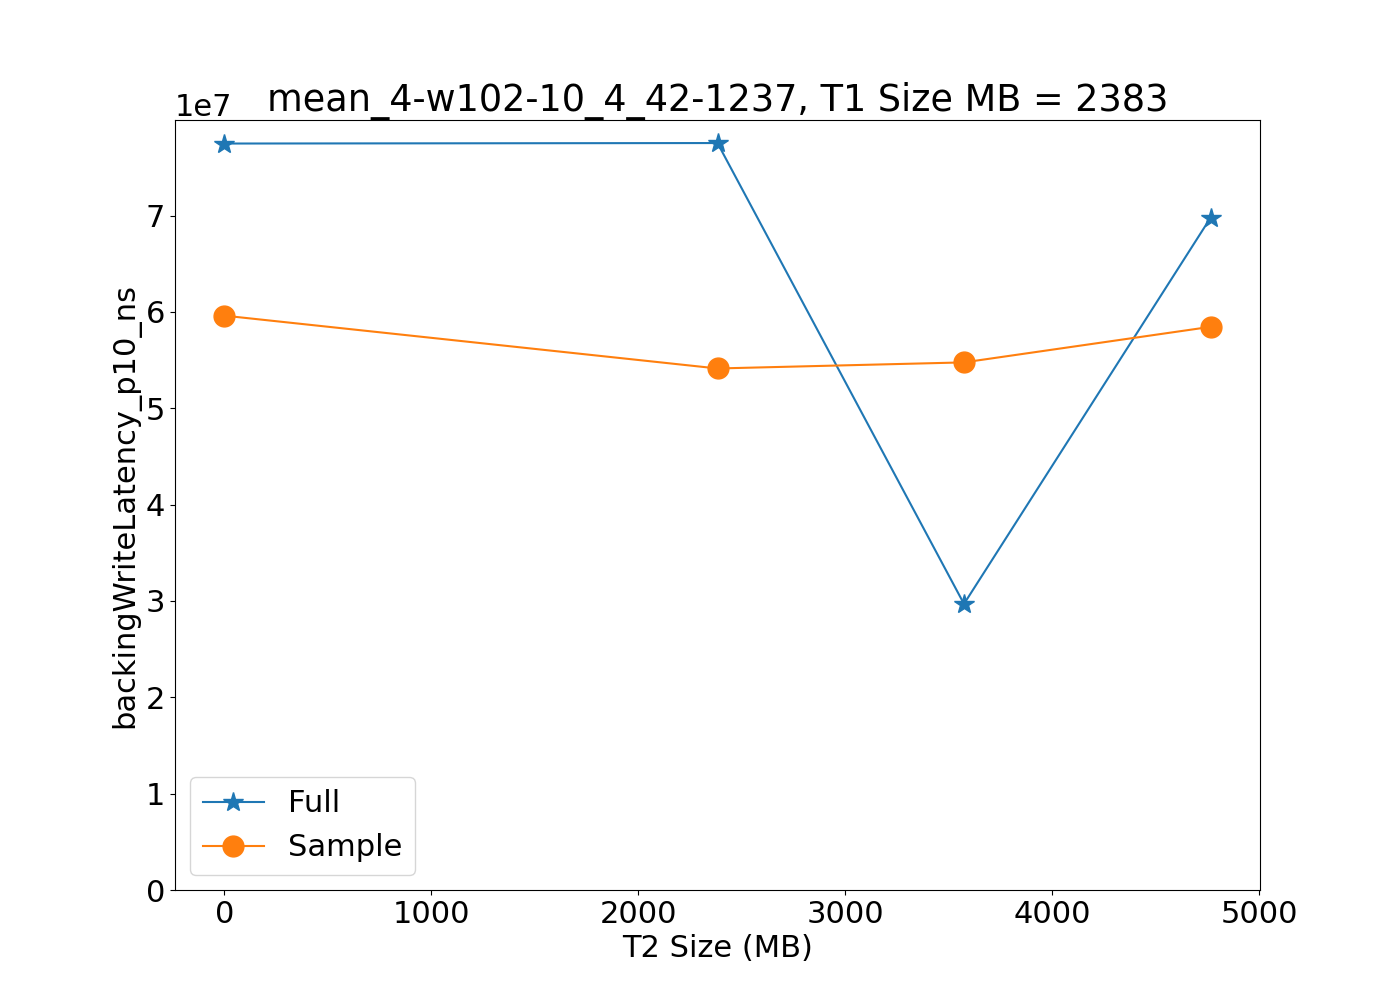 1e7
mean_4-w102-10_4_42-1237, T1 Size MB = 2383
backingWriteLatency_p10_ns
7
6
5
4
3
2
1
0
Full
Sample
0 1000 2000 3000 4000 5000
T2 Size (MB)